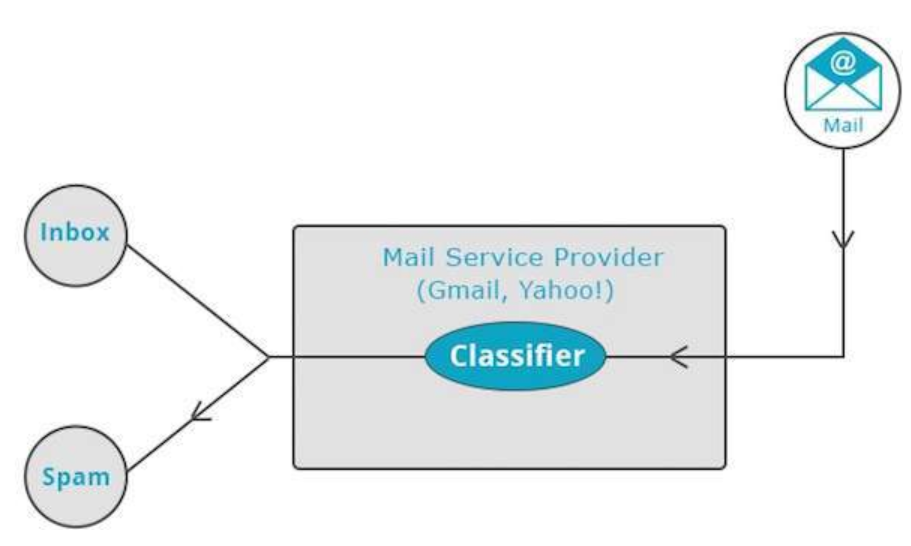 @
Mail
Inbox
Mail Service Provider
(Gmail, Yahoo!)
Classifier
Spam